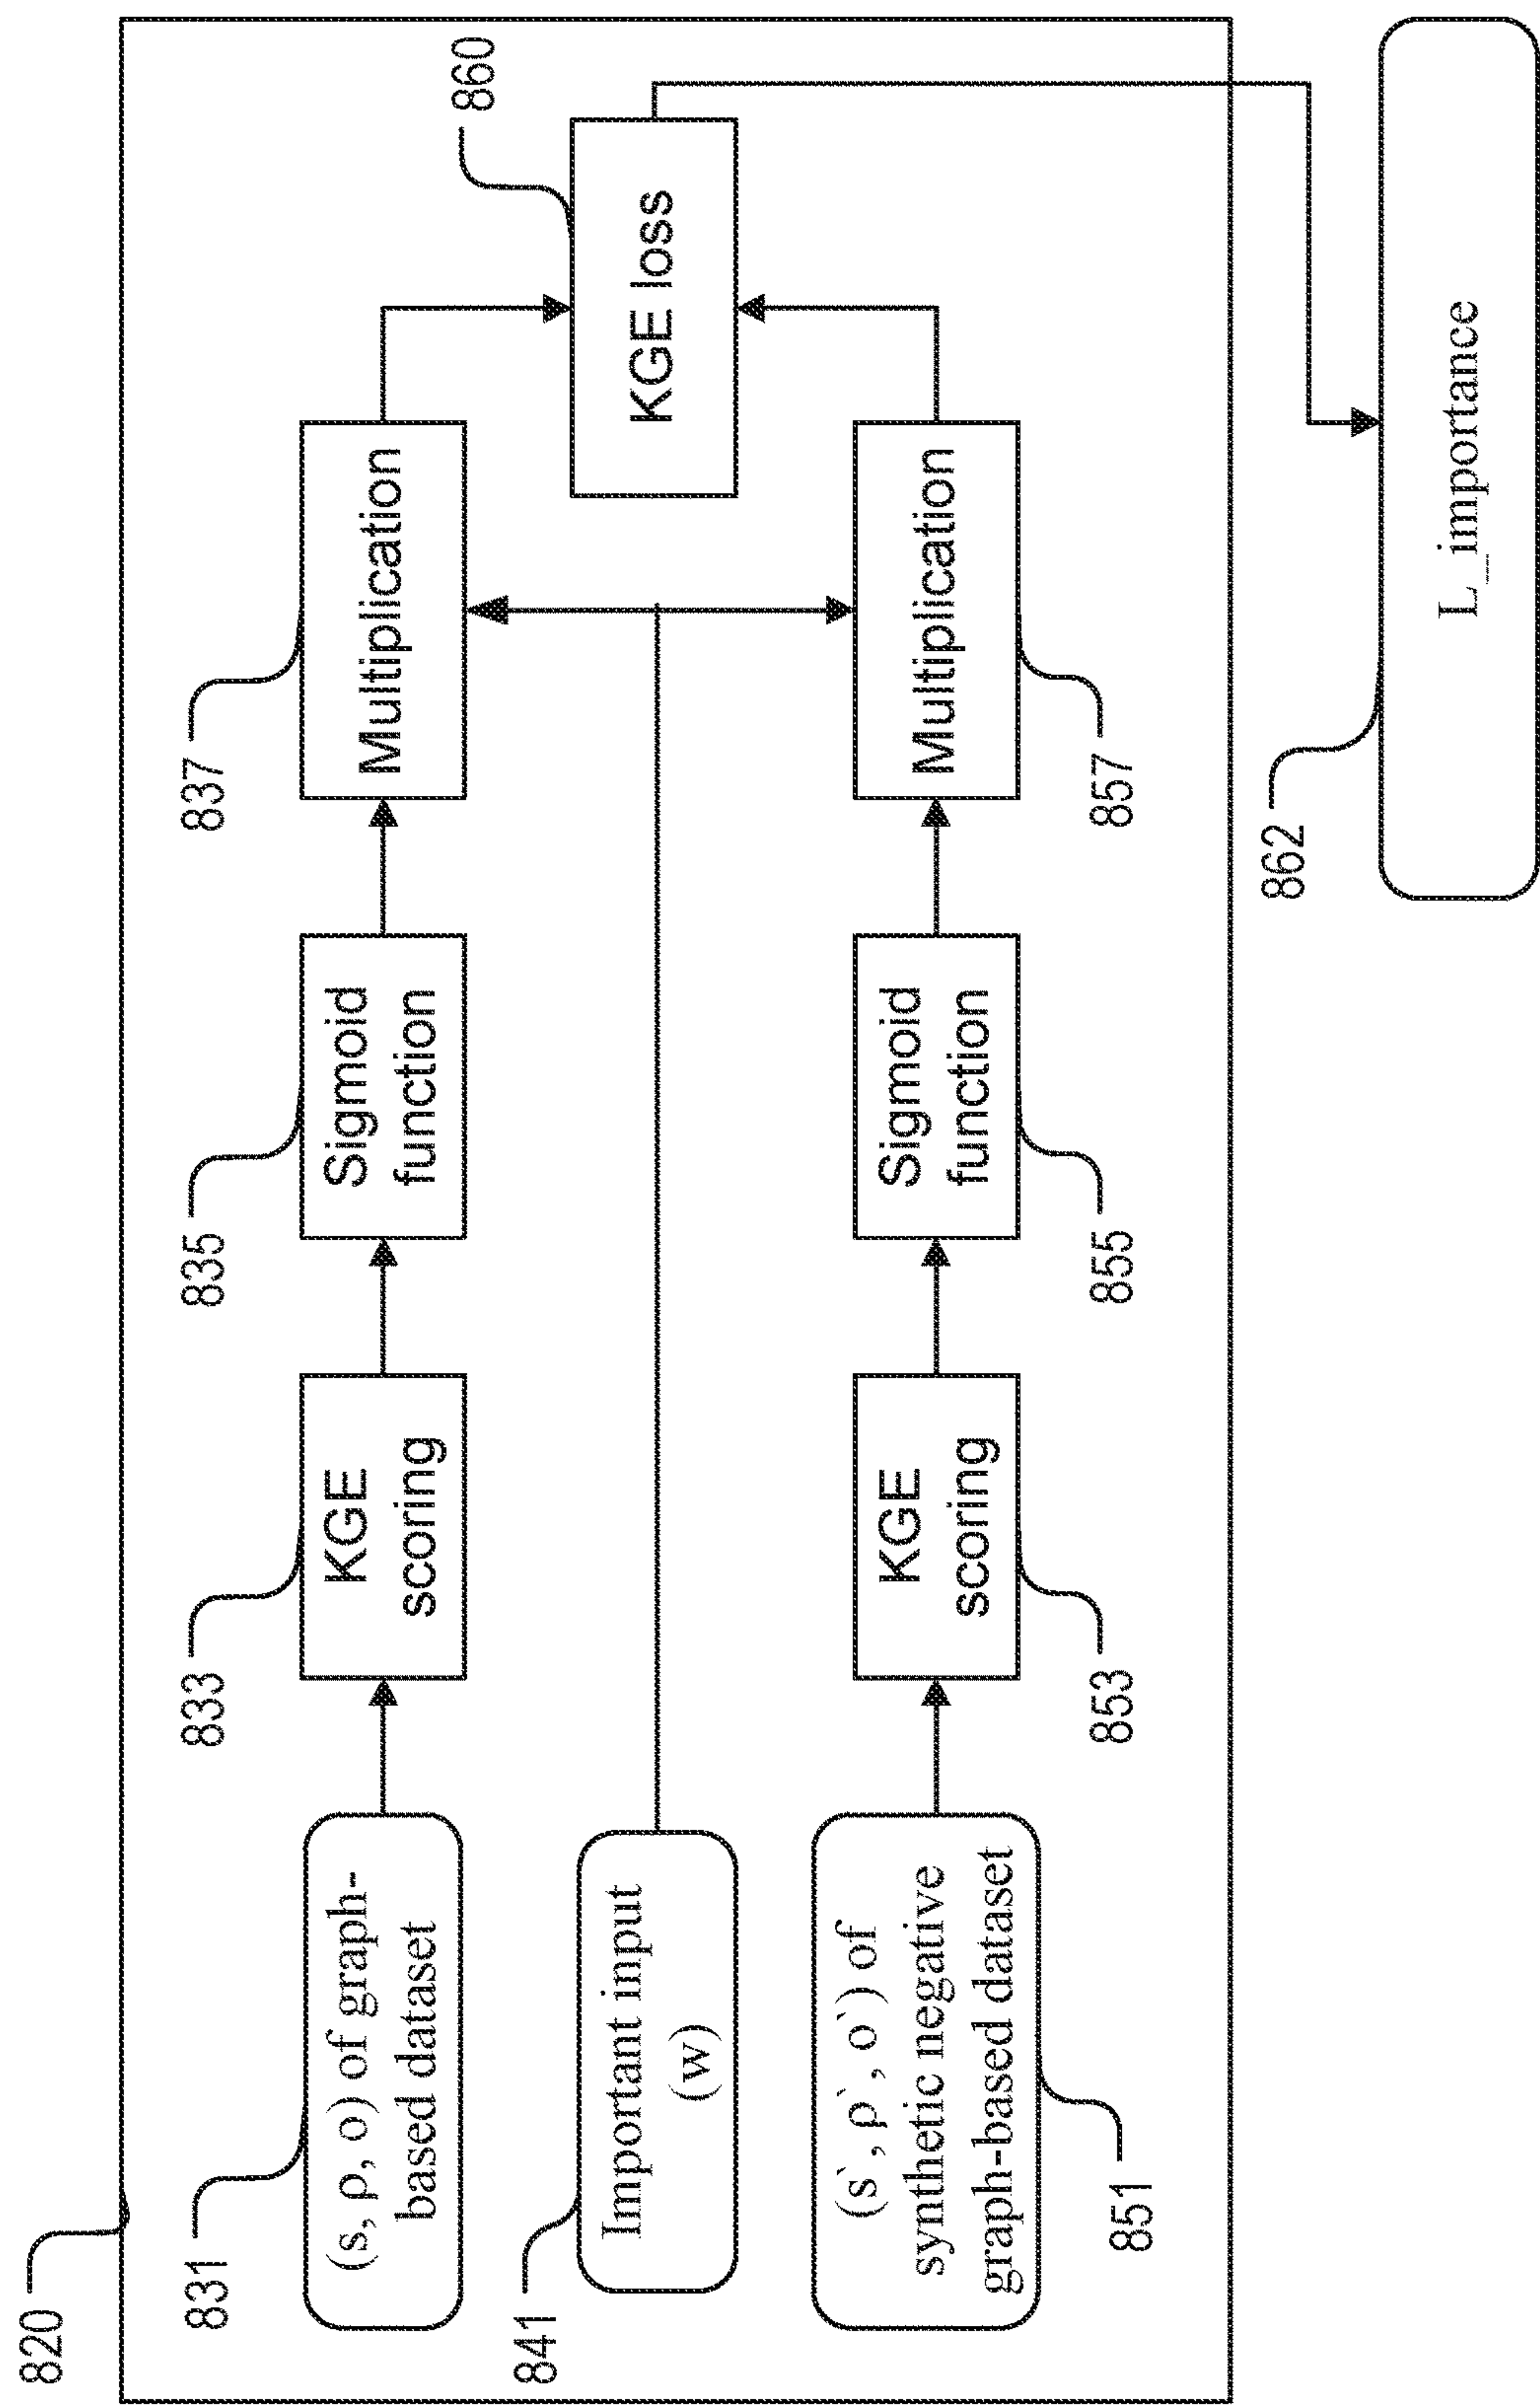 820
831
(s, ρ, o) of graph-
based dataset
833
KGE
scoring
835
Sigmoid
function
837
Multiplication
841
Important input
(w)
860
KGE loss
851
(s`, ρ`, o`) of
synthetic negative
graph-based dataset
853
KGE
scoring
855
Sigmoid
function
857
Multiplication
862
L_importance